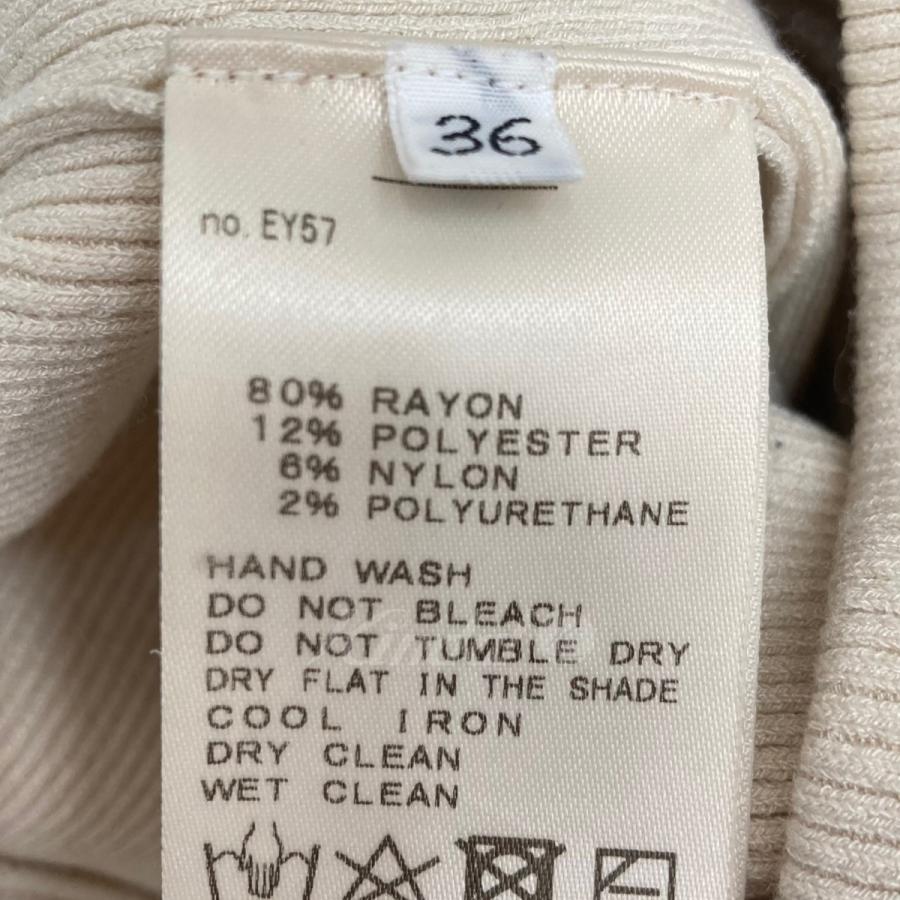 36
no. EY57
80% RAYON
12% POLYESTER
6% NYLON
2% POLYURETHANE
HAND WASH
DO NOT BLEACH
DO NOT TUMBLE DRY
DRY FLAT IN THE SHADE
COOL IRON
DRY CLEAN
WET CLEAN